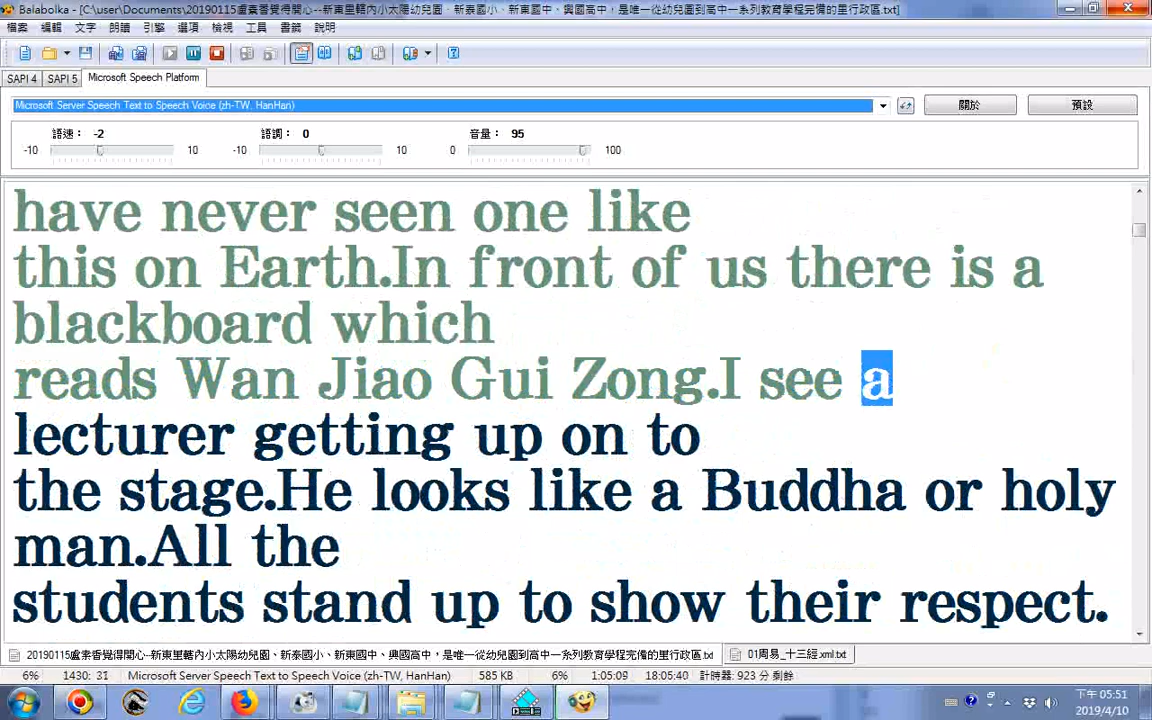 Balabolka - [C:\user\Documents\20190115盧素香覺得開心--新東里轄內小太陽幼兒園、新泰國小、新東國中、興國高中，是唯一從幼兒園到高中一系列教育學程完備的里行政區.txt]
檔案 編輯 文字 朗讀 引擎 選項 檢視 工具 書籤 說明
SAPI 4 SAPI 5 Microsoft Speech Platform
Microsoft Server Speech Text to Speech Voice (zh-TW, HanHan) 關於 預設
語速： -2 語調： 0 音量： 95
-10 10 -10 10 0 100
have never seen one like
this on Earth.In front of us there is a
blackboard which
reads Wan Jiao Gui Zong.I see a
lecturer getting up on to
the stage.He looks like a Buddha or holy
man.All the
students stand up to show their respect.
20190115盧素香覺得開心--新東里轄內小太陽幼兒園、新泰國小、新東國中、興國高中，是唯一從幼兒園到高中一系列教育學程完備的里行政區.txt 01周易_十三經.xml.txt
6% 1430: 31 Microsoft Server Speech Text to Speech Voice (zh-TW, HanHan) 585 KB 6% 1:05:09 18:05:40 計時器: 923 分 剩餘
下午 05:51
2019/4/10